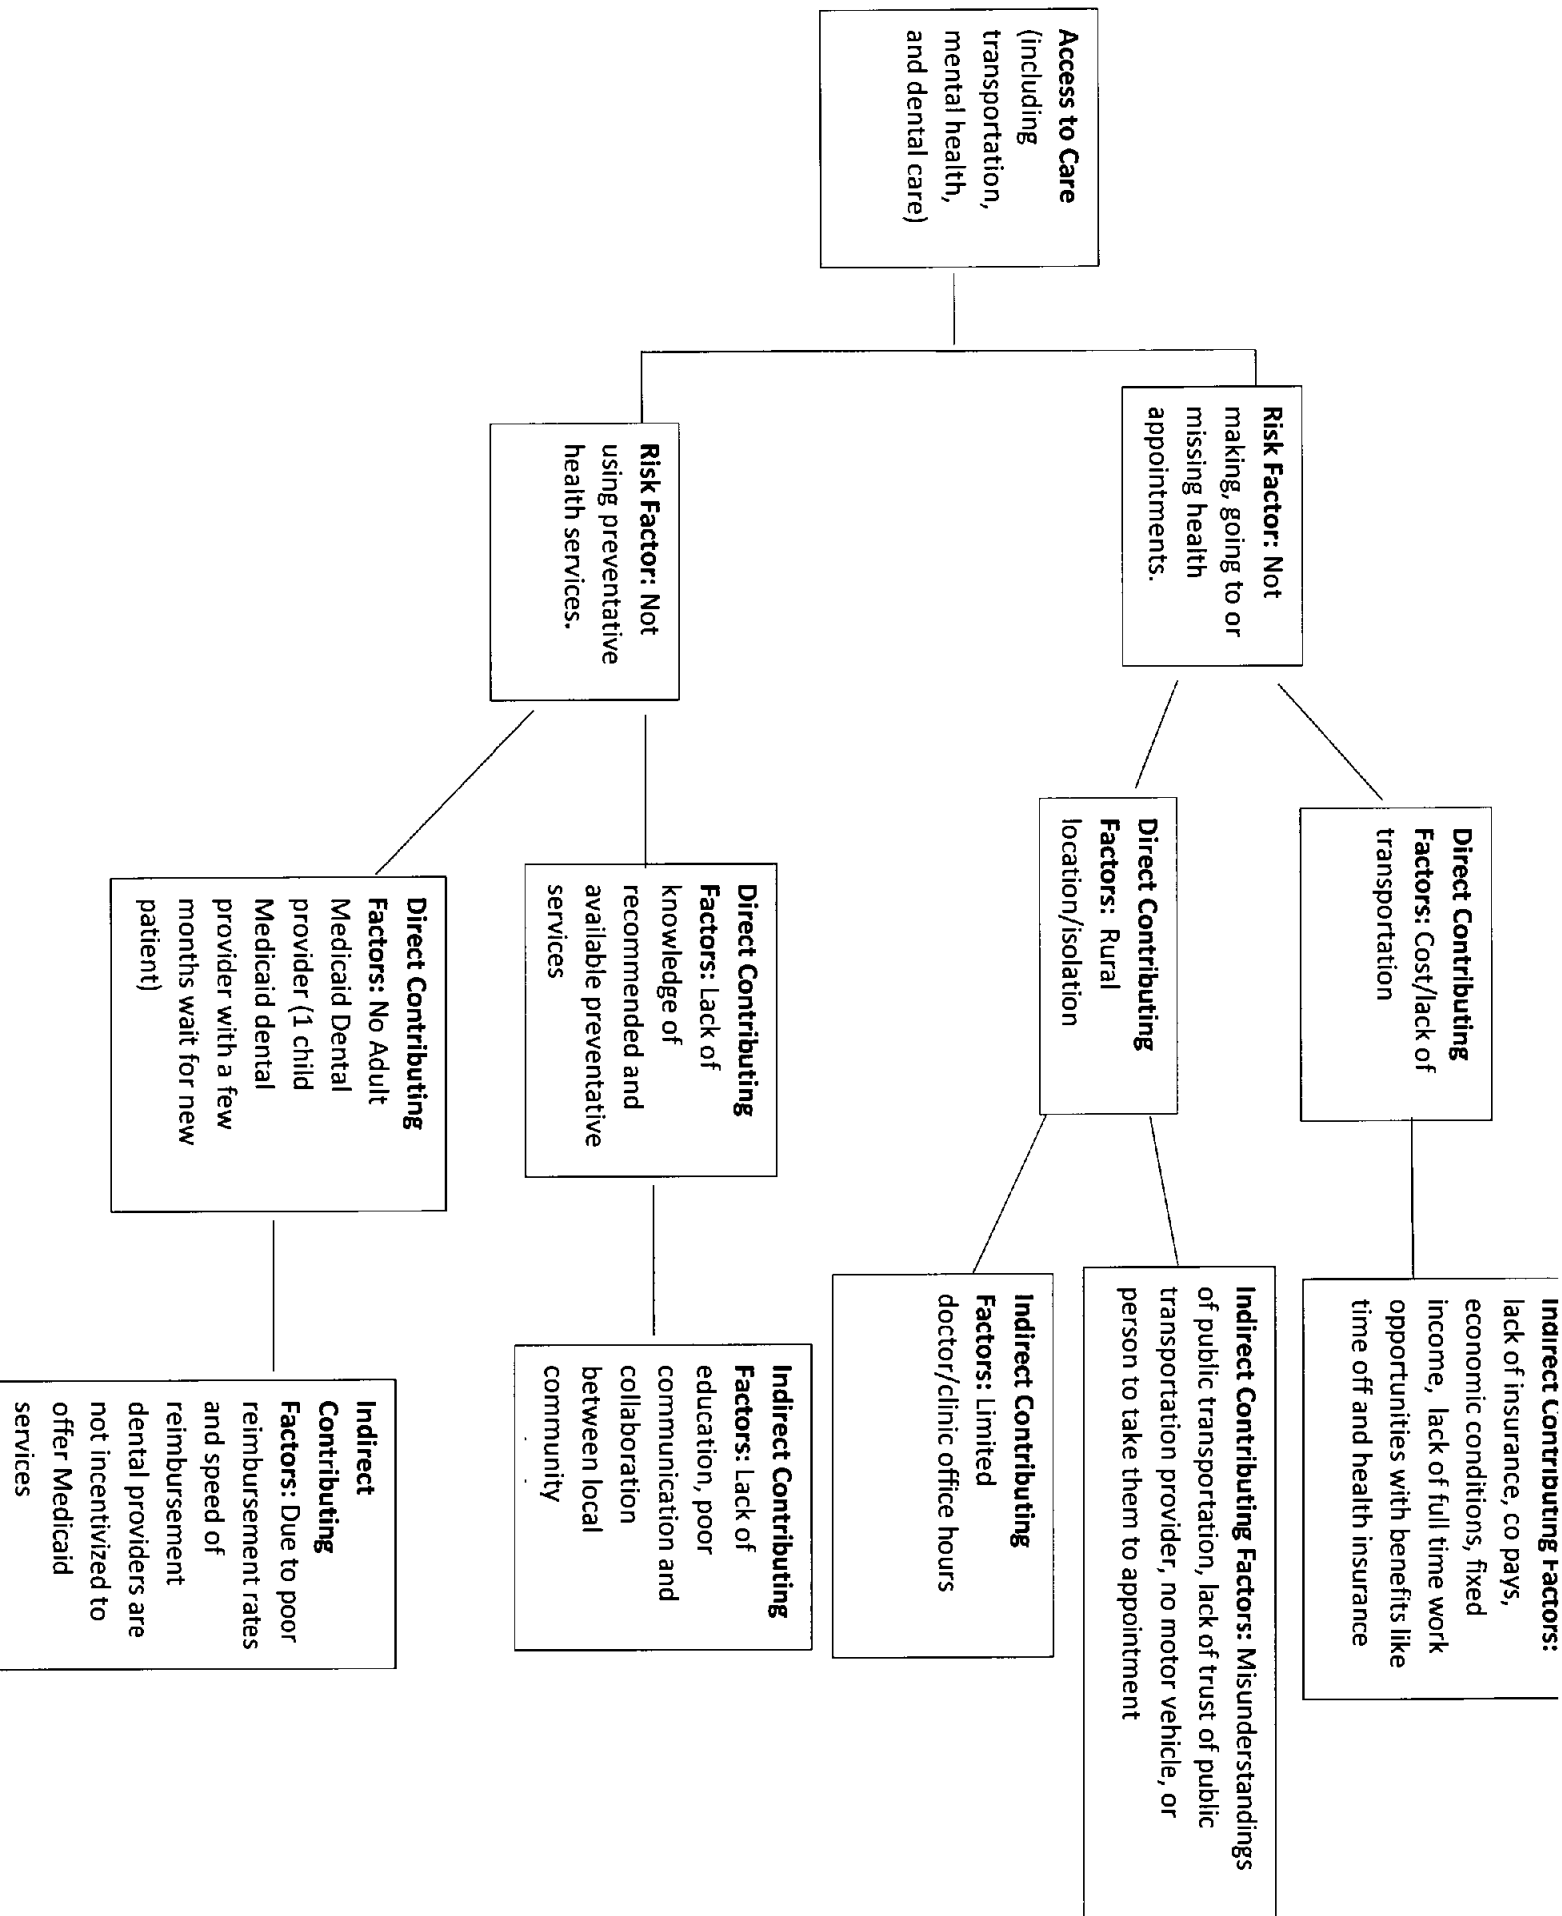 Access to Care
(including
transportation,
mental health,
and dental care)
Risk Factor: Not
making, going to or
missing health
appointments.
Risk Factor: Not
using preventative
health services.
Direct Contributing
Factors: Cost/lack of
transportation
Direct Contributing
Factors: Rural
location/isolation
Direct Contributing
Factors: Lack of
knowledge of
recommended and
available preventative
services
Direct Contributing
Factors: No Adult
Medicaid Dental
provider (1 child
Medicaid dental
provider with a few
months wait for new
patient)
Indirect Contributing Factors:
lack of insurance, co pays,
economic conditions, fixed
income, lack of full time work
opportunities with benefits like
time off and health insurance
Indirect Contributing Factors: Misunderstandings
of public transportation, lack of trust of public
transportation provider, no motor vehicle, or
person to take them to appointment
Indirect Contributing
Factors: Limited
doctor/clinic office hours
Indirect Contributing
Factors: Lack of
education, poor
communication and
collaboration
between local
community
Indirect
Contributing
Factors: Due to poor
reimbursement rates
and speed of
reimbursement
dental providers are
not incentivized to
offer Medicaid
services